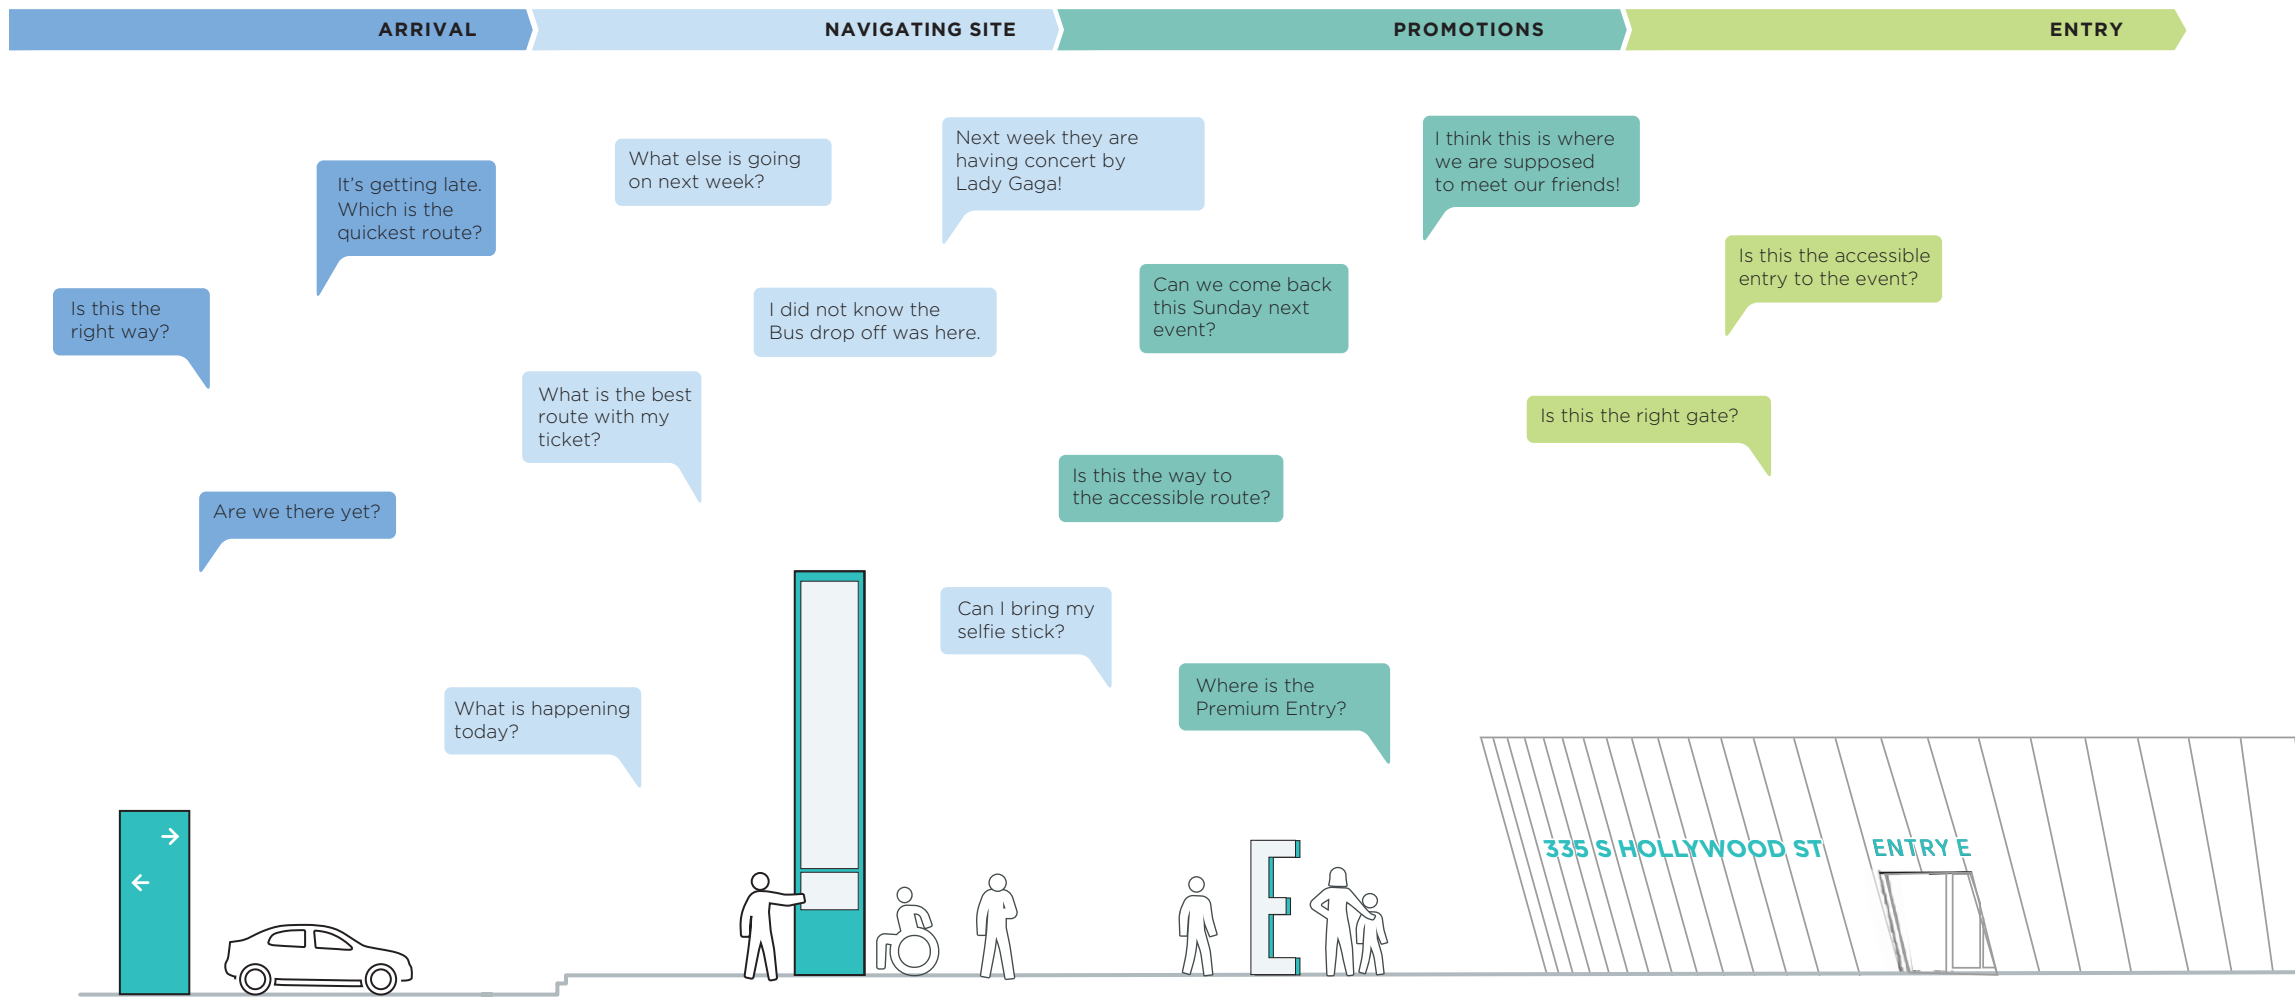 ARRIVAL
NAVIGATING SITE
PROMOTIONS
ENTRY
Is this the
right way?
It’s getting late.
Which is the
quickest route?
Are we there yet?
What else is going
on next week?
Next week they are
having concert by
Lady Gaga!
I did not know the
Bus drop off was here.
What is the best
route with my
ticket?
What is happening
today?
Can I bring my
selfie stick?
I think this is where
we are supposed
to meet our friends!
Can we come back
this Sunday next
event?
Is this the way to
the accessible route?
Where is the
Premium Entry?
Is this the accessible
entry to the event?
Is this the right gate?
E
335 S HOLLYWOOD ST
ENTRY E